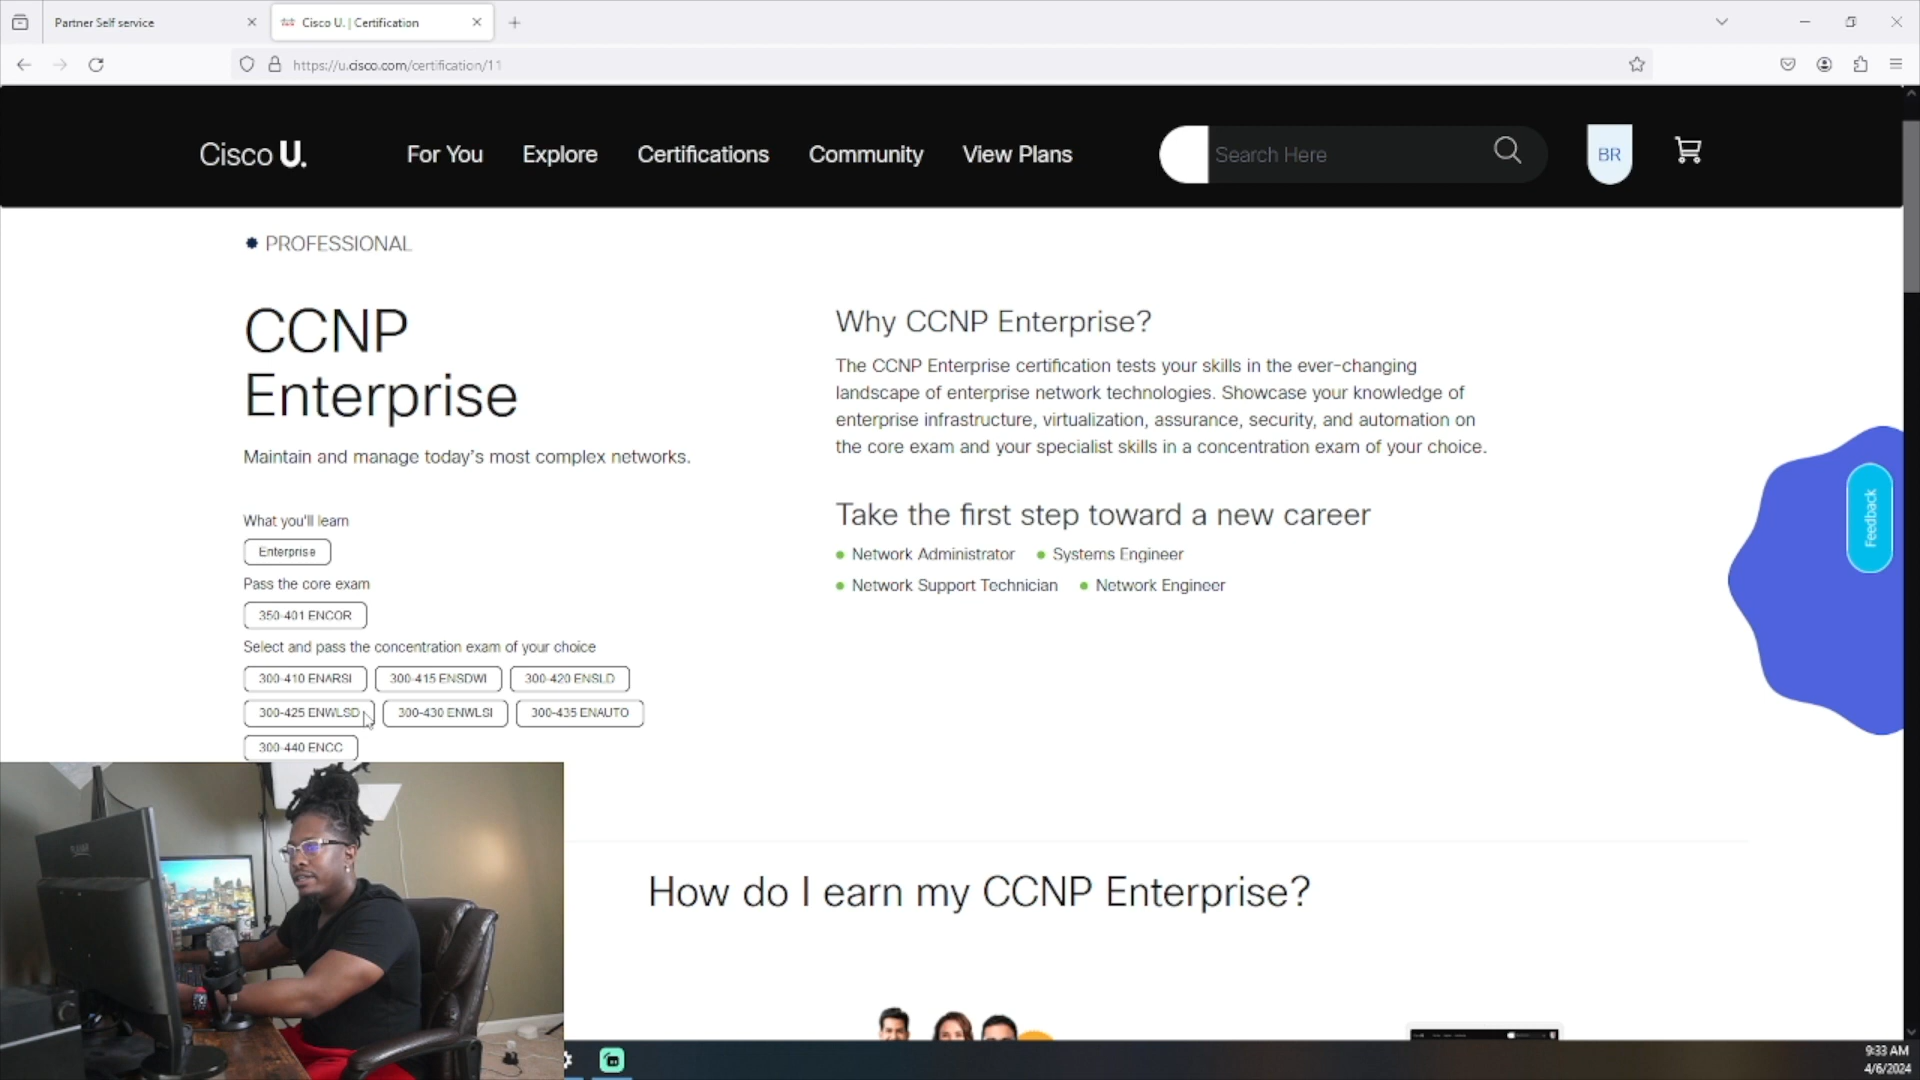 Partner Self service
Cisco U. | Certification
https://u.cisco.com/certification/11
Cisco U.
For You
Explore
Certifications
Community
View Plans
Search Here
BR
PROFESSIONAL
CCNP
Enterprise
Maintain and manage today's most complex networks.
What you'll learn
Enterprise
Pass the core exam
350-401 ENCOR
Select and pass the concentration exam of your choice
300-410 ENARSI
300-415 ENSDWI
300-420 ENSLD
300-425 ENWLSD
300-430 ENWLSI
300-435 ENAUTO
300-440 ENCC
Why CCNP Enterprise?
The CCNP Enterprise certification tests your skills in the ever-changing
landscape of enterprise network technologies. Showcase your knowledge of
enterprise infrastructure, virtualization, assurance, security, and automation on
the core exam and your specialist skills in a concentration exam of your choice.
Take the first step toward a new career
Network Administrator
Systems Engineer
Network Support Technician
Network Engineer
Feedback
How do I earn my CCNP Enterprise?
9:33 AM
4/6/2024